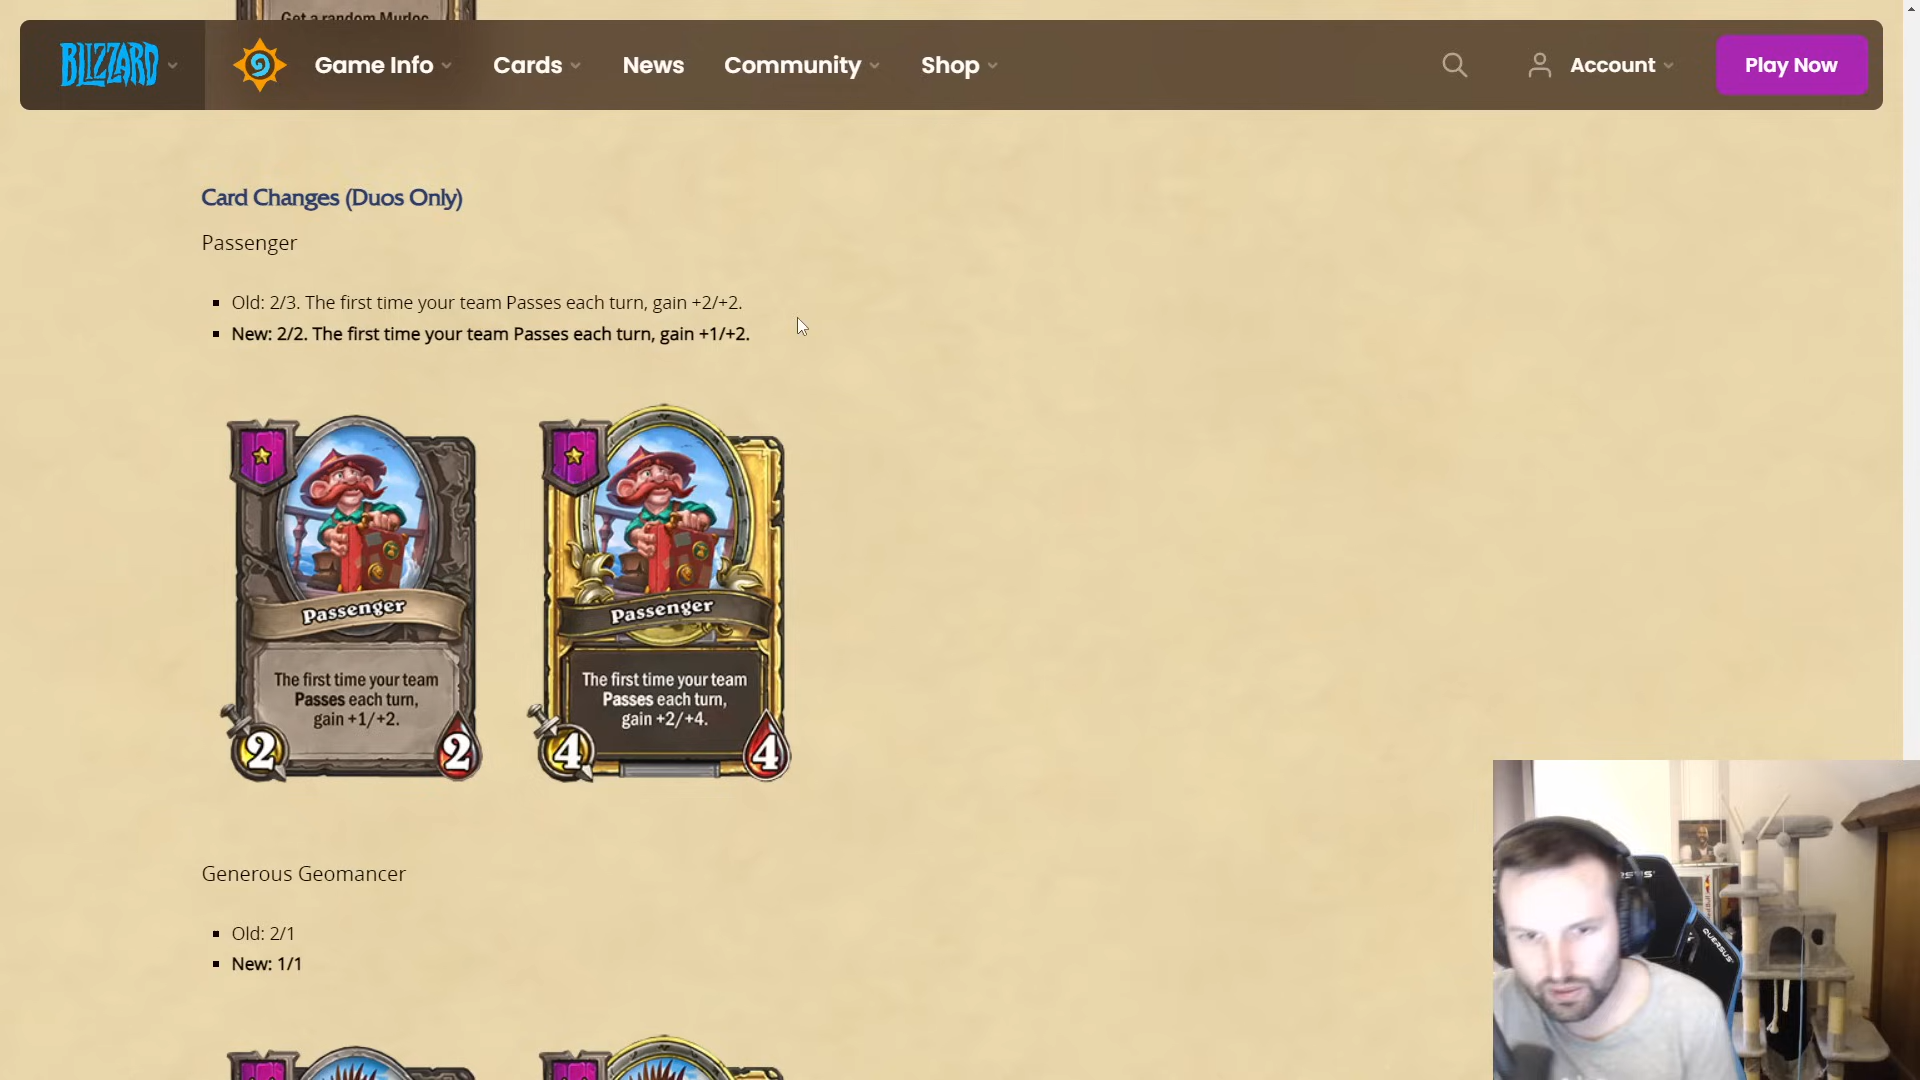 Get a random Murloc
BLIZZARD
Game Info
Cards
News
Community
Shop
Account
Play Now
Card Changes (Duos Only)
Passenger
Old: 2/3. The first time your team Passes each turn, gain +2/+2.
New: 2/2. The first time your team Passes each turn, gain +1/+2.
Passenger
The first time your team
Passes each turn,
gain +1/+2.
2
2
Passenger
The first time your team
Passes each turn,
gain +2/+4.
4
4
Generous Geomancer
Old: 2/1
New: 1/1
QUERSUS